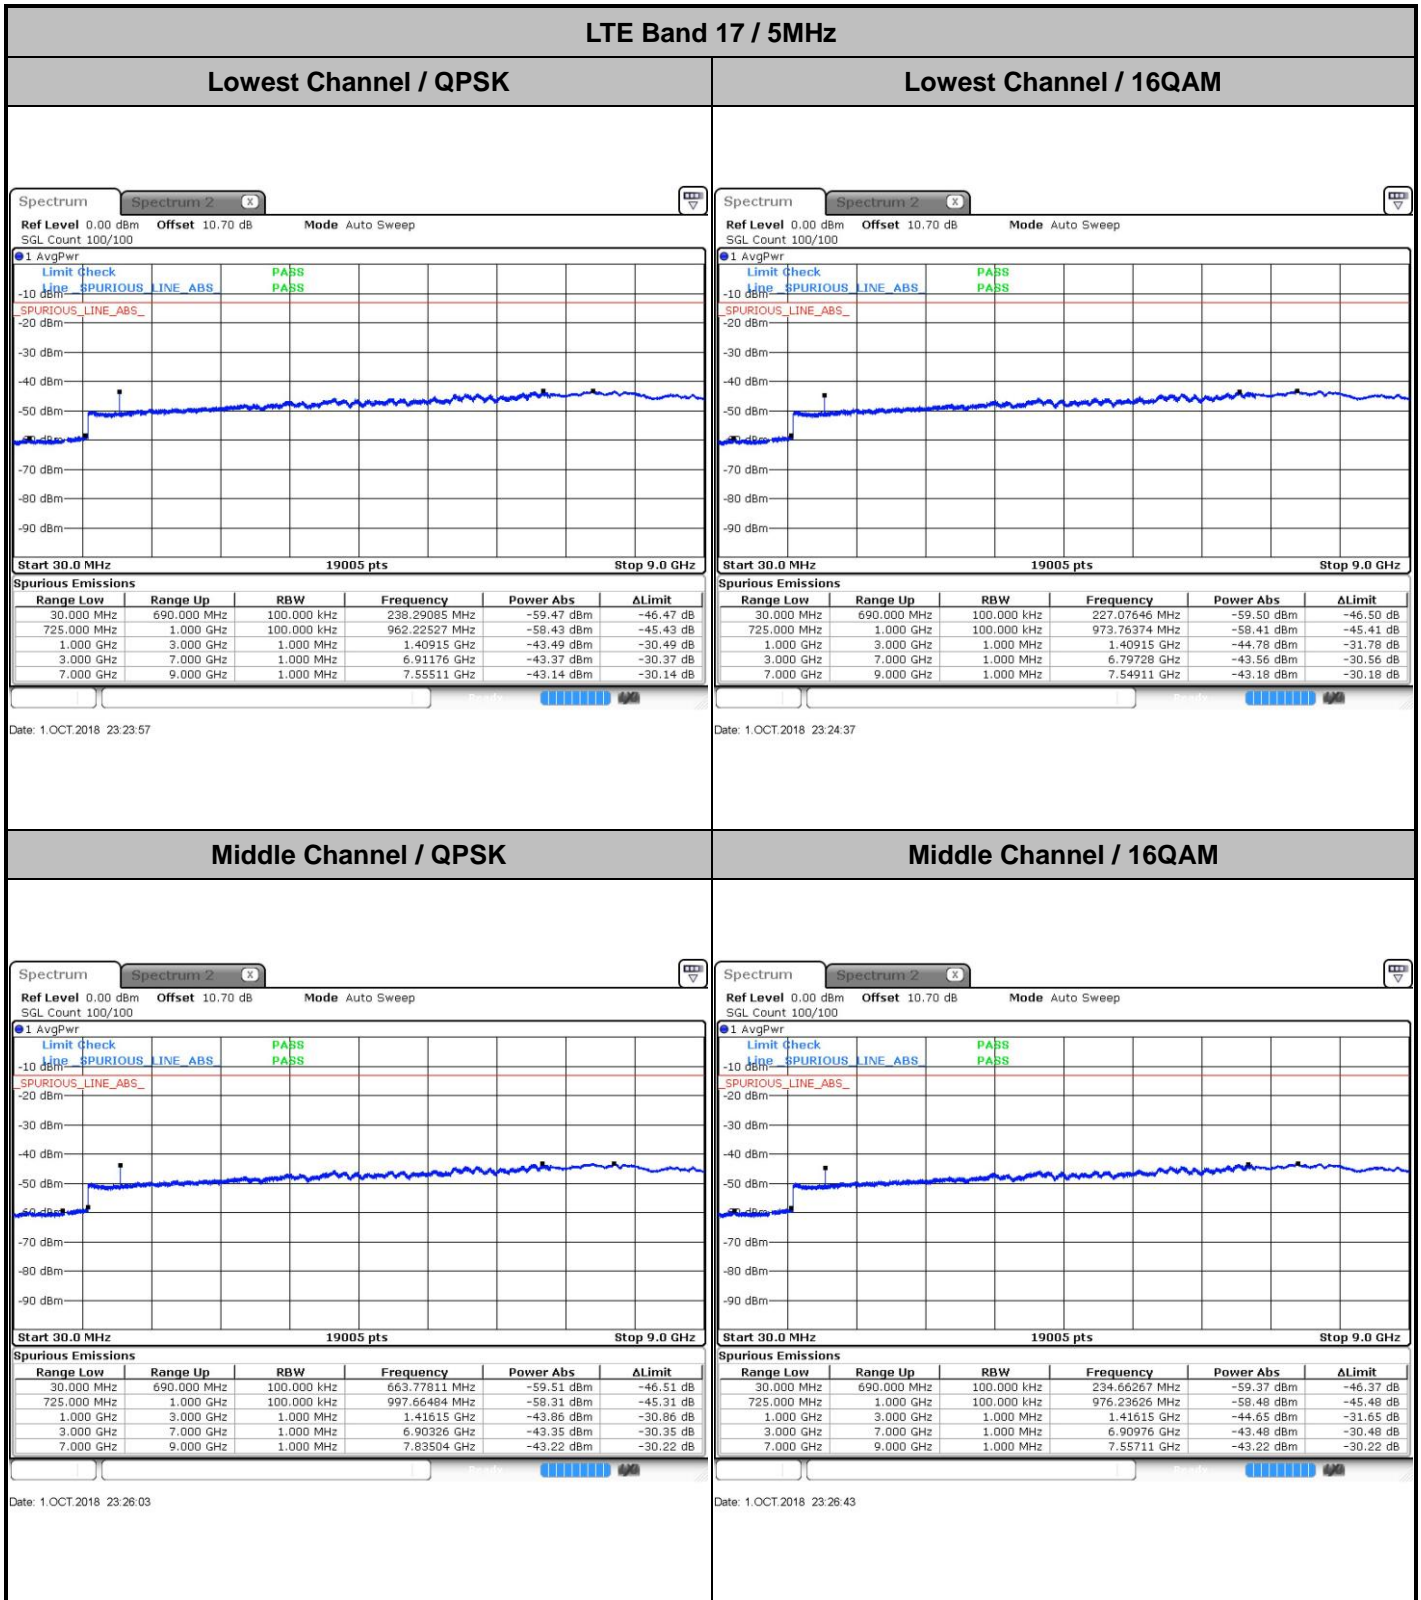 LTE Band 17 / 5MHz
Lowest Channel / QPSK
Lowest Channel / 16QAM
Spectrum Spectrum 2 X
Ref Level 0.00 dBm Offset 10.70 dB Mode Auto Sweep
SGL Count 100/100
1 AvgPwr
Limit Check PASS
Line _SPURIOUS_LINE_ABS_ PASS
-10 dBm
_SPURIOUS_LINE_ABS_
-20 dBm
-30 dBm
-40 dBm
-50 dBm
-60 dBm
-70 dBm
-80 dBm
-90 dBm
Start 30.0 MHz 19005 pts Stop 9.0 GHz
Spurious Emissions
Range Low Range Up RBW Frequency Power Abs ΔLimit
30.000 MHz 690.000 MHz 100.000 kHz 238.29085 MHz -59.47 dBm -46.47 dB
725.000 MHz 1.000 GHz 100.000 kHz 962.22527 MHz -58.43 dBm -45.43 dB
1.000 GHz 3.000 GHz 1.000 MHz 1.40915 GHz -43.49 dBm -30.49 dB
3.000 GHz 7.000 GHz 1.000 MHz 6.91176 GHz -43.37 dBm -30.37 dB
7.000 GHz 9.000 GHz 1.000 MHz 7.55511 GHz -43.14 dBm -30.14 dB
Date: 1.OCT.2018 23:23:57
Spectrum Spectrum 2 X
Ref Level 0.00 dBm Offset 10.70 dB Mode Auto Sweep
SGL Count 100/100
1 AvgPwr
Limit Check PASS
Line _SPURIOUS_LINE_ABS_ PASS
-10 dBm
_SPURIOUS_LINE_ABS_
-20 dBm
-30 dBm
-40 dBm
-50 dBm
-60 dBm
-70 dBm
-80 dBm
-90 dBm
Start 30.0 MHz 19005 pts Stop 9.0 GHz
Spurious Emissions
Range Low Range Up RBW Frequency Power Abs ΔLimit
30.000 MHz 690.000 MHz 100.000 kHz 227.07646 MHz -59.50 dBm -46.50 dB
725.000 MHz 1.000 GHz 100.000 kHz 973.76374 MHz -58.41 dBm -45.41 dB
1.000 GHz 3.000 GHz 1.000 MHz 1.40915 GHz -44.78 dBm -31.78 dB
3.000 GHz 7.000 GHz 1.000 MHz 6.79728 GHz -43.56 dBm -30.56 dB
7.000 GHz 9.000 GHz 1.000 MHz 7.54911 GHz -43.18 dBm -30.18 dB
Date: 1.OCT.2018 23:24:37
Middle Channel / QPSK
Middle Channel / 16QAM
Spectrum Spectrum 2 X
Ref Level 0.00 dBm Offset 10.70 dB Mode Auto Sweep
SGL Count 100/100
1 AvgPwr
Limit Check PASS
Line _SPURIOUS_LINE_ABS_ PASS
-10 dBm
_SPURIOUS_LINE_ABS_
-20 dBm
-30 dBm
-40 dBm
-50 dBm
-60 dBm
-70 dBm
-80 dBm
-90 dBm
Start 30.0 MHz 19005 pts Stop 9.0 GHz
Spurious Emissions
Range Low Range Up RBW Frequency Power Abs ΔLimit
30.000 MHz 690.000 MHz 100.000 kHz 663.77811 MHz -59.51 dBm -46.51 dB
725.000 MHz 1.000 GHz 100.000 kHz 997.66484 MHz -58.31 dBm -45.31 dB
1.000 GHz 3.000 GHz 1.000 MHz 1.41615 GHz -43.86 dBm -30.86 dB
3.000 GHz 7.000 GHz 1.000 MHz 6.90326 GHz -43.35 dBm -30.35 dB
7.000 GHz 9.000 GHz 1.000 MHz 7.83504 GHz -43.22 dBm -30.22 dB
Date: 1.OCT.2018 23:26:03
Spectrum Spectrum 2 X
Ref Level 0.00 dBm Offset 10.70 dB Mode Auto Sweep
SGL Count 100/100
1 AvgPwr
Limit Check PASS
Line _SPURIOUS_LINE_ABS_ PASS
-10 dBm
_SPURIOUS_LINE_ABS_
-20 dBm
-30 dBm
-40 dBm
-50 dBm
-60 dBm
-70 dBm
-80 dBm
-90 dBm
Start 30.0 MHz 19005 pts Stop 9.0 GHz
Spurious Emissions
Range Low Range Up RBW Frequency Power Abs ΔLimit
30.000 MHz 690.000 MHz 100.000 kHz 234.66267 MHz -59.37 dBm -46.37 dB
725.000 MHz 1.000 GHz 100.000 kHz 976.23626 MHz -58.48 dBm -45.48 dB
1.000 GHz 3.000 GHz 1.000 MHz 1.41615 GHz -44.65 dBm -31.65 dB
3.000 GHz 7.000 GHz 1.000 MHz 6.90976 GHz -43.48 dBm -30.48 dB
7.000 GHz 9.000 GHz 1.000 MHz 7.55711 GHz -43.22 dBm -30.22 dB
Date: 1.OCT.2018 23:26:43